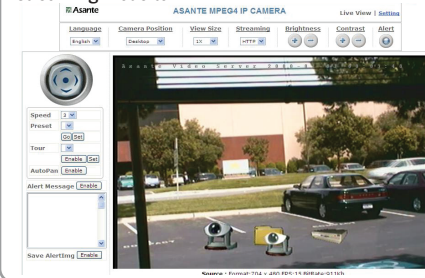 Asante
ASANTE MPEG4 IP CAMERA
Live View | Setting
Language
Camera Position
View Size
Streaming
Brightness
Contrast
Alert
English
Desktop
1X
HTTP
Asante Video Server
Speed
Preset
Go Set
Tour
Enable Set
AutoPan Enable
Alert Message Enable
Save AlertImg Enable
Source : Format:704 x 480 FPS:15 BitRate:911Kb